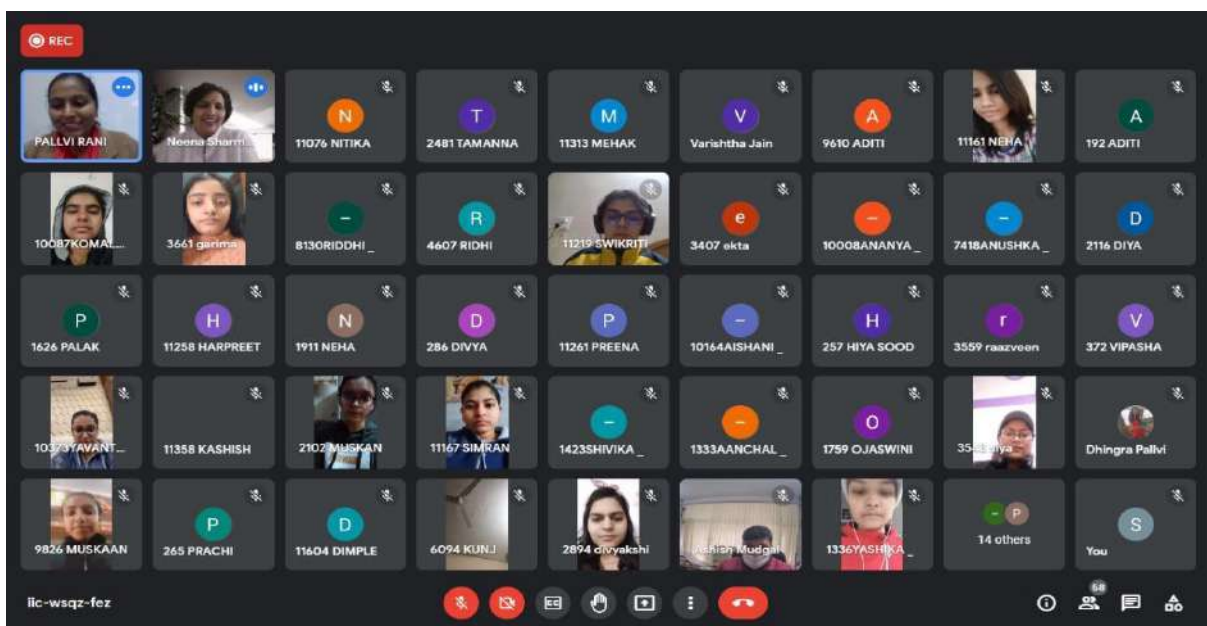 REC
PALLVI RANI
Neena Sharm...
N
11076 NITIKA
T
2481 TAMANNA
M
11313 MEHAK
V
Varishtha Jain
A
9610 ADITI
11161 NEHA
A
192 ADITI
10087KOMAL...
3661 garima
8130RIDDHI _
R
4607 RIDHI
11219 SWIKRITI
e
3407 ekta
10008ANANYA _
7418ANUSHKA _
D
2116 DIYA
P
1626 PALAK
H
11258 HARPREET
N
1911 NEHA
D
286 DIVYA
P
11261 PREENA
10164AISHANI _
H
257 HIYA SOOD
r
3559 raazveen
V
372 VIPASHA
10373YAVANT...
11358 KASHISH
2102 MUSKAN
11167 SIMRAN
1423SHIVIKA _
1333AANCHAL _
O
1759 OJASWINI
Dhingra Pallvi
9826 MUSKAAN
P
265 PRACHI
D
11604 DIMPLE
6094 KUNJ
2894 divyakshi
Ashish Mudgal
1336YASHIKA _
P
14 others
S
You
iic-wsqz-fez
CC
58